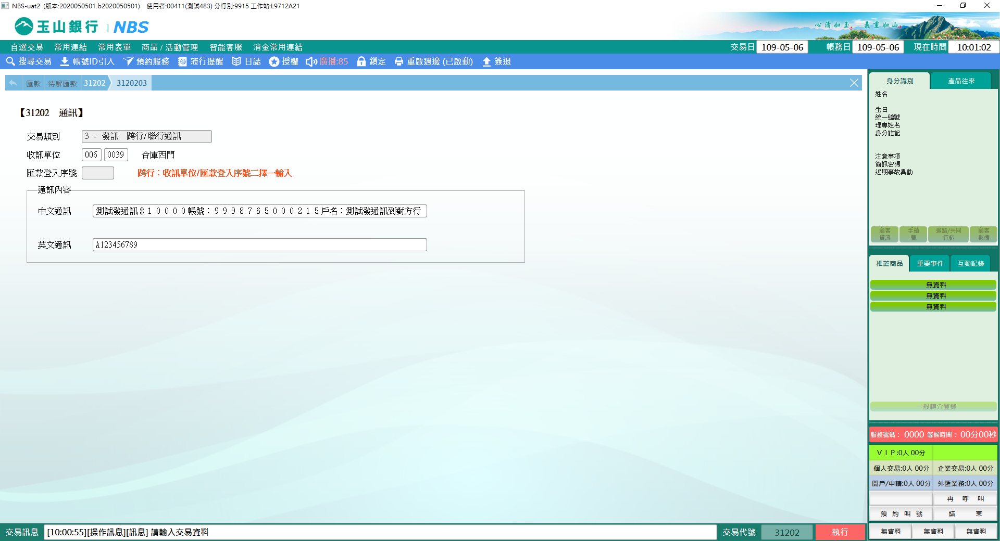 NBS-uat2 (版本:2020050501.b2020050501) 使用者:00411(測試483) 分行別:9915 工作站:L9712A21
玉山銀行 | NBS
心清如玉 義重如山
自選交易 常用連結 常用表單 商品 / 活動管理 智能客服 消金常用連結 交易日 109-05-06 帳務日 109-05-06 現在時間 10:01:02
搜尋交易 帳號ID引入 預約服務 蒞行提醒 日誌 授權 廣播:85 鎖定 重啟週邊 (已啟動) 簽退
匯款 待解匯款 31202 3120203
【31202 通訊】
交易類別 3 - 發訊 跨行/聯行通訊
收訊單位 006 0039 合庫西門
匯款登入序號 跨行：收訊單位/匯款登入序號二擇一輸入
通訊內容
中文通訊 測試發通訊＄１００００帳號：９９９８７６５０００２１５戶名：測試發通訊到對方行
英文通訊 A123456789
身分識別 產品往來
姓名
生日
統一編號
理專姓名
身分註記
注意事項
簡訊密碼
近期事故異動
顧客資訊 手續費 通路/共同行銷 顧客影像
推薦商品 重要事件 互動記錄
無資料
無資料
無資料
一般轉介登錄
服務號碼： 0000 等候時間： 00分00秒
ＶＩＰ:0人 00分
個人交易:0人 00分 企業交易:0人 00分
開戶/申請:0人 00分 外匯業務:0人 00分
再 呼 叫
預 約 叫 號 結 束
無資料 無資料 無資料
交易訊息 [10:00:55][操作訊息][訊息] 請輸入交易資料 交易代號 31202 執行